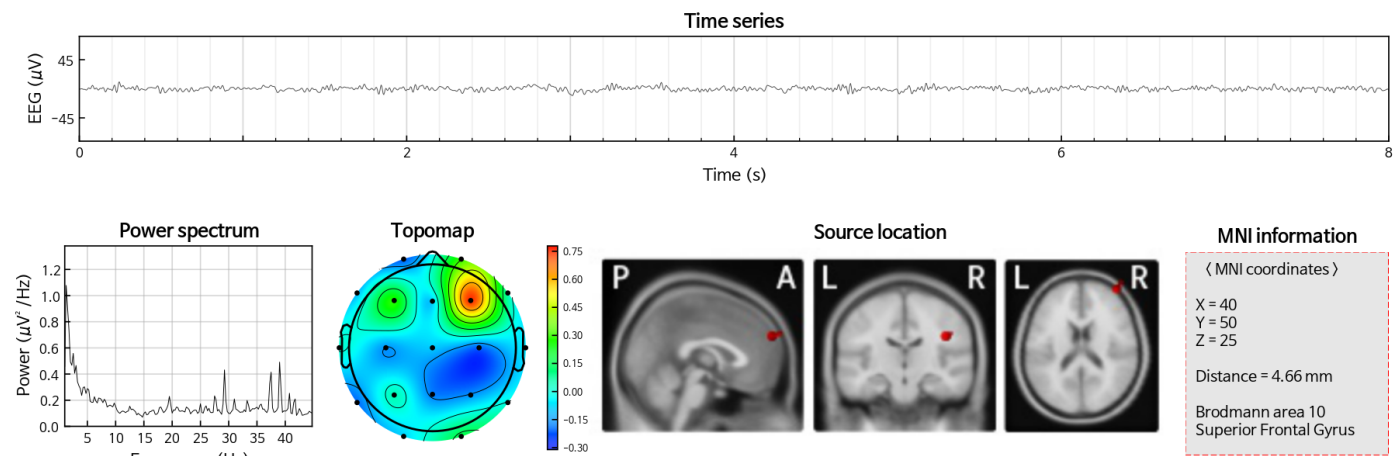 Time series
EEG (μV)
45
−45
0 2 4 6 8
Time (s)
Power spectrum
Power (μV²/Hz)
1.2
1.0
0.8
0.6
0.4
0.2
0.0
5 10 15 20 25 30 35 40
Topomap
0.75
0.60
0.45
0.30
0.15
0.00
−0.15
−0.30
Source location
P A
L R
L R
MNI information
〈 MNI coordinates 〉
X = 40
Y = 50
Z = 25
Distance = 4.66 mm
Brodmann area 10
Superior Frontal Gyrus